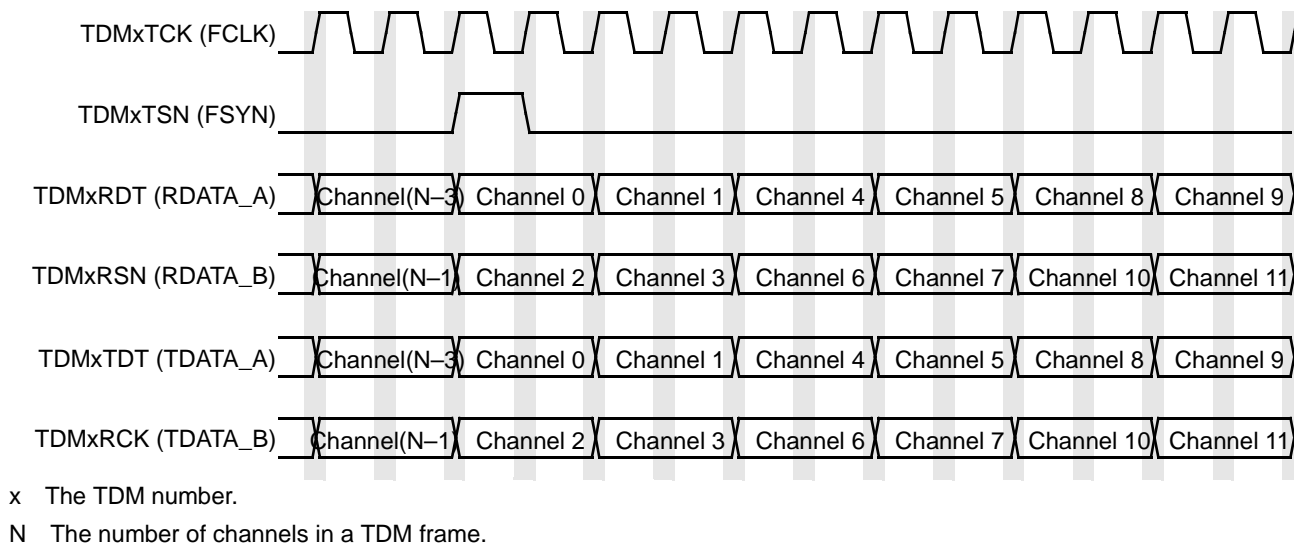 TDMxTCK (FCLK)
TDMxTSN (FSYN)
TDMxRDT (RDATA_A) Channel(N–3) Channel 0 Channel 1 Channel 4 Channel 5 Channel 8 Channel 9
TDMxRSN (RDATA_B) Channel(N–1) Channel 2 Channel 3 Channel 6 Channel 7 Channel 10 Channel 11
TDMxTDT (TDATA_A) Channel(N–3) Channel 0 Channel 1 Channel 4 Channel 5 Channel 8 Channel 9
TDMxRCK (TDATA_B) Channel(N–1) Channel 2 Channel 3 Channel 6 Channel 7 Channel 10 Channel 11
x The TDM number.
N The number of channels in a TDM frame.